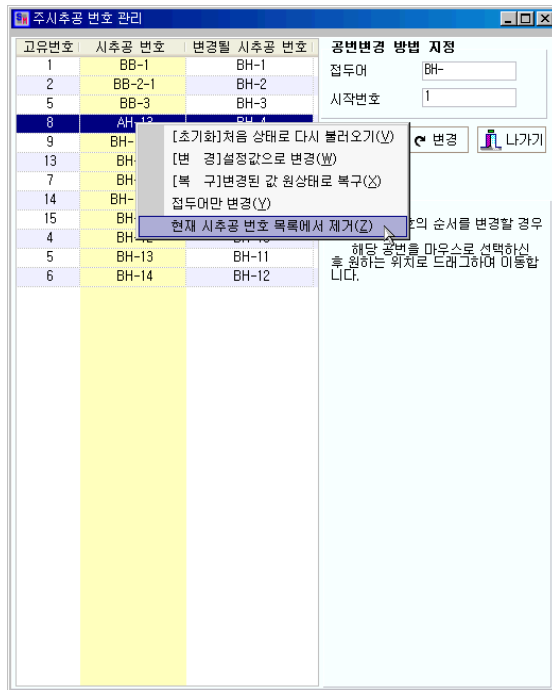 주시추공 번호 관리
고유번호 시추공 번호 변경될 시추공 번호
1 BB-1 BH-1
2 BB-2-1 BH-2
5 BB-3 BH-3
8 AH-13 BH-4
9 BH-
13 BH-
7 BH-
14 BH-
15 BH-
4 BH-12 BH-10
5 BH-13 BH-11
6 BH-14 BH-12
[초기화]처음 상태로 다시 불러오기(V)
[변 경]설정값으로 변경(W)
[복 구]변경된 값 원상태로 복구(X)
접두어만 변경(Y)
현재 시추공 번호 목록에서 제거(Z)
공번변경 방법 지정
접두어 BH-
시작번호 1
변경 나가기
호의 순서를 변경할 경우
해당 공번을 마우스로 선택하신
후 원하는 위치로 드래그하며 이동합
니다.